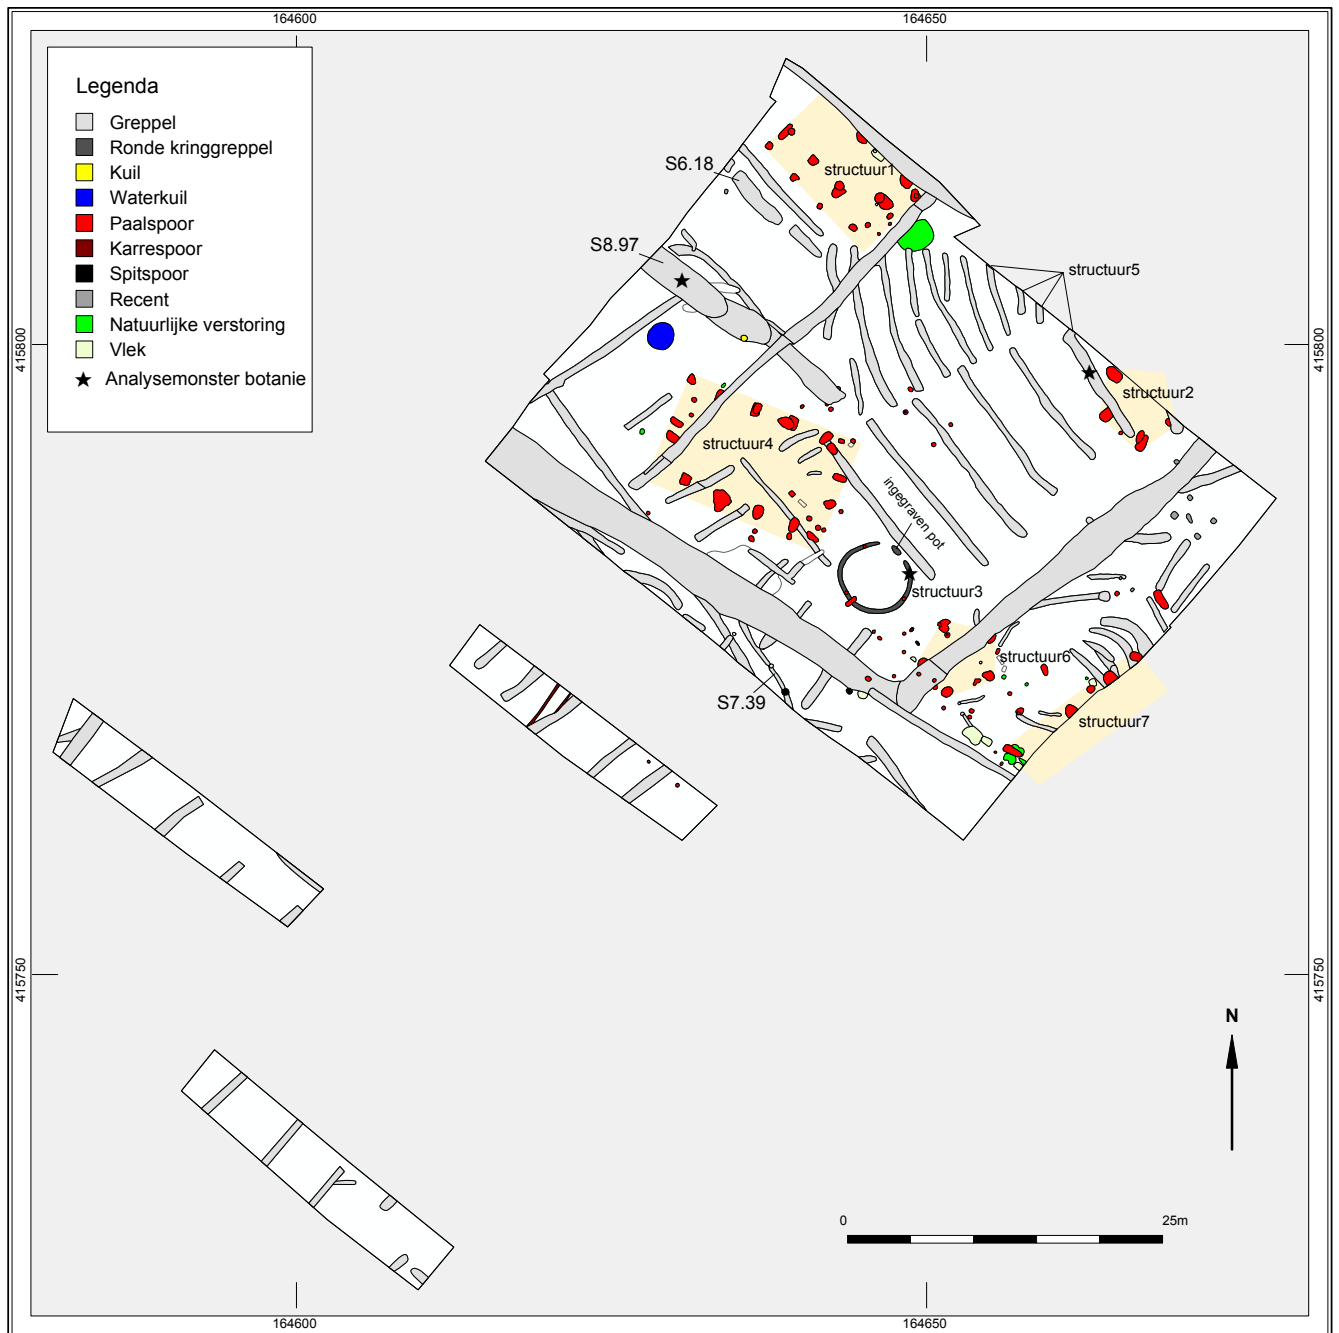 164600
164650
Legenda
Greppel
Ronde kringgreppel
Kuil
Waterkuil
Paalspoor
Karrespoor
Spitspoor
Recent
Natuurlijke verstoring
Vlek
Analysemonster botanie
S6.18
structuur1
S8.97
structuur5
415800
415800
structuur2
structuur4
ingegraven pot
structuur3
structuur6
S7.39
structuur7
415750
415750
N
0
25m
164600
164650